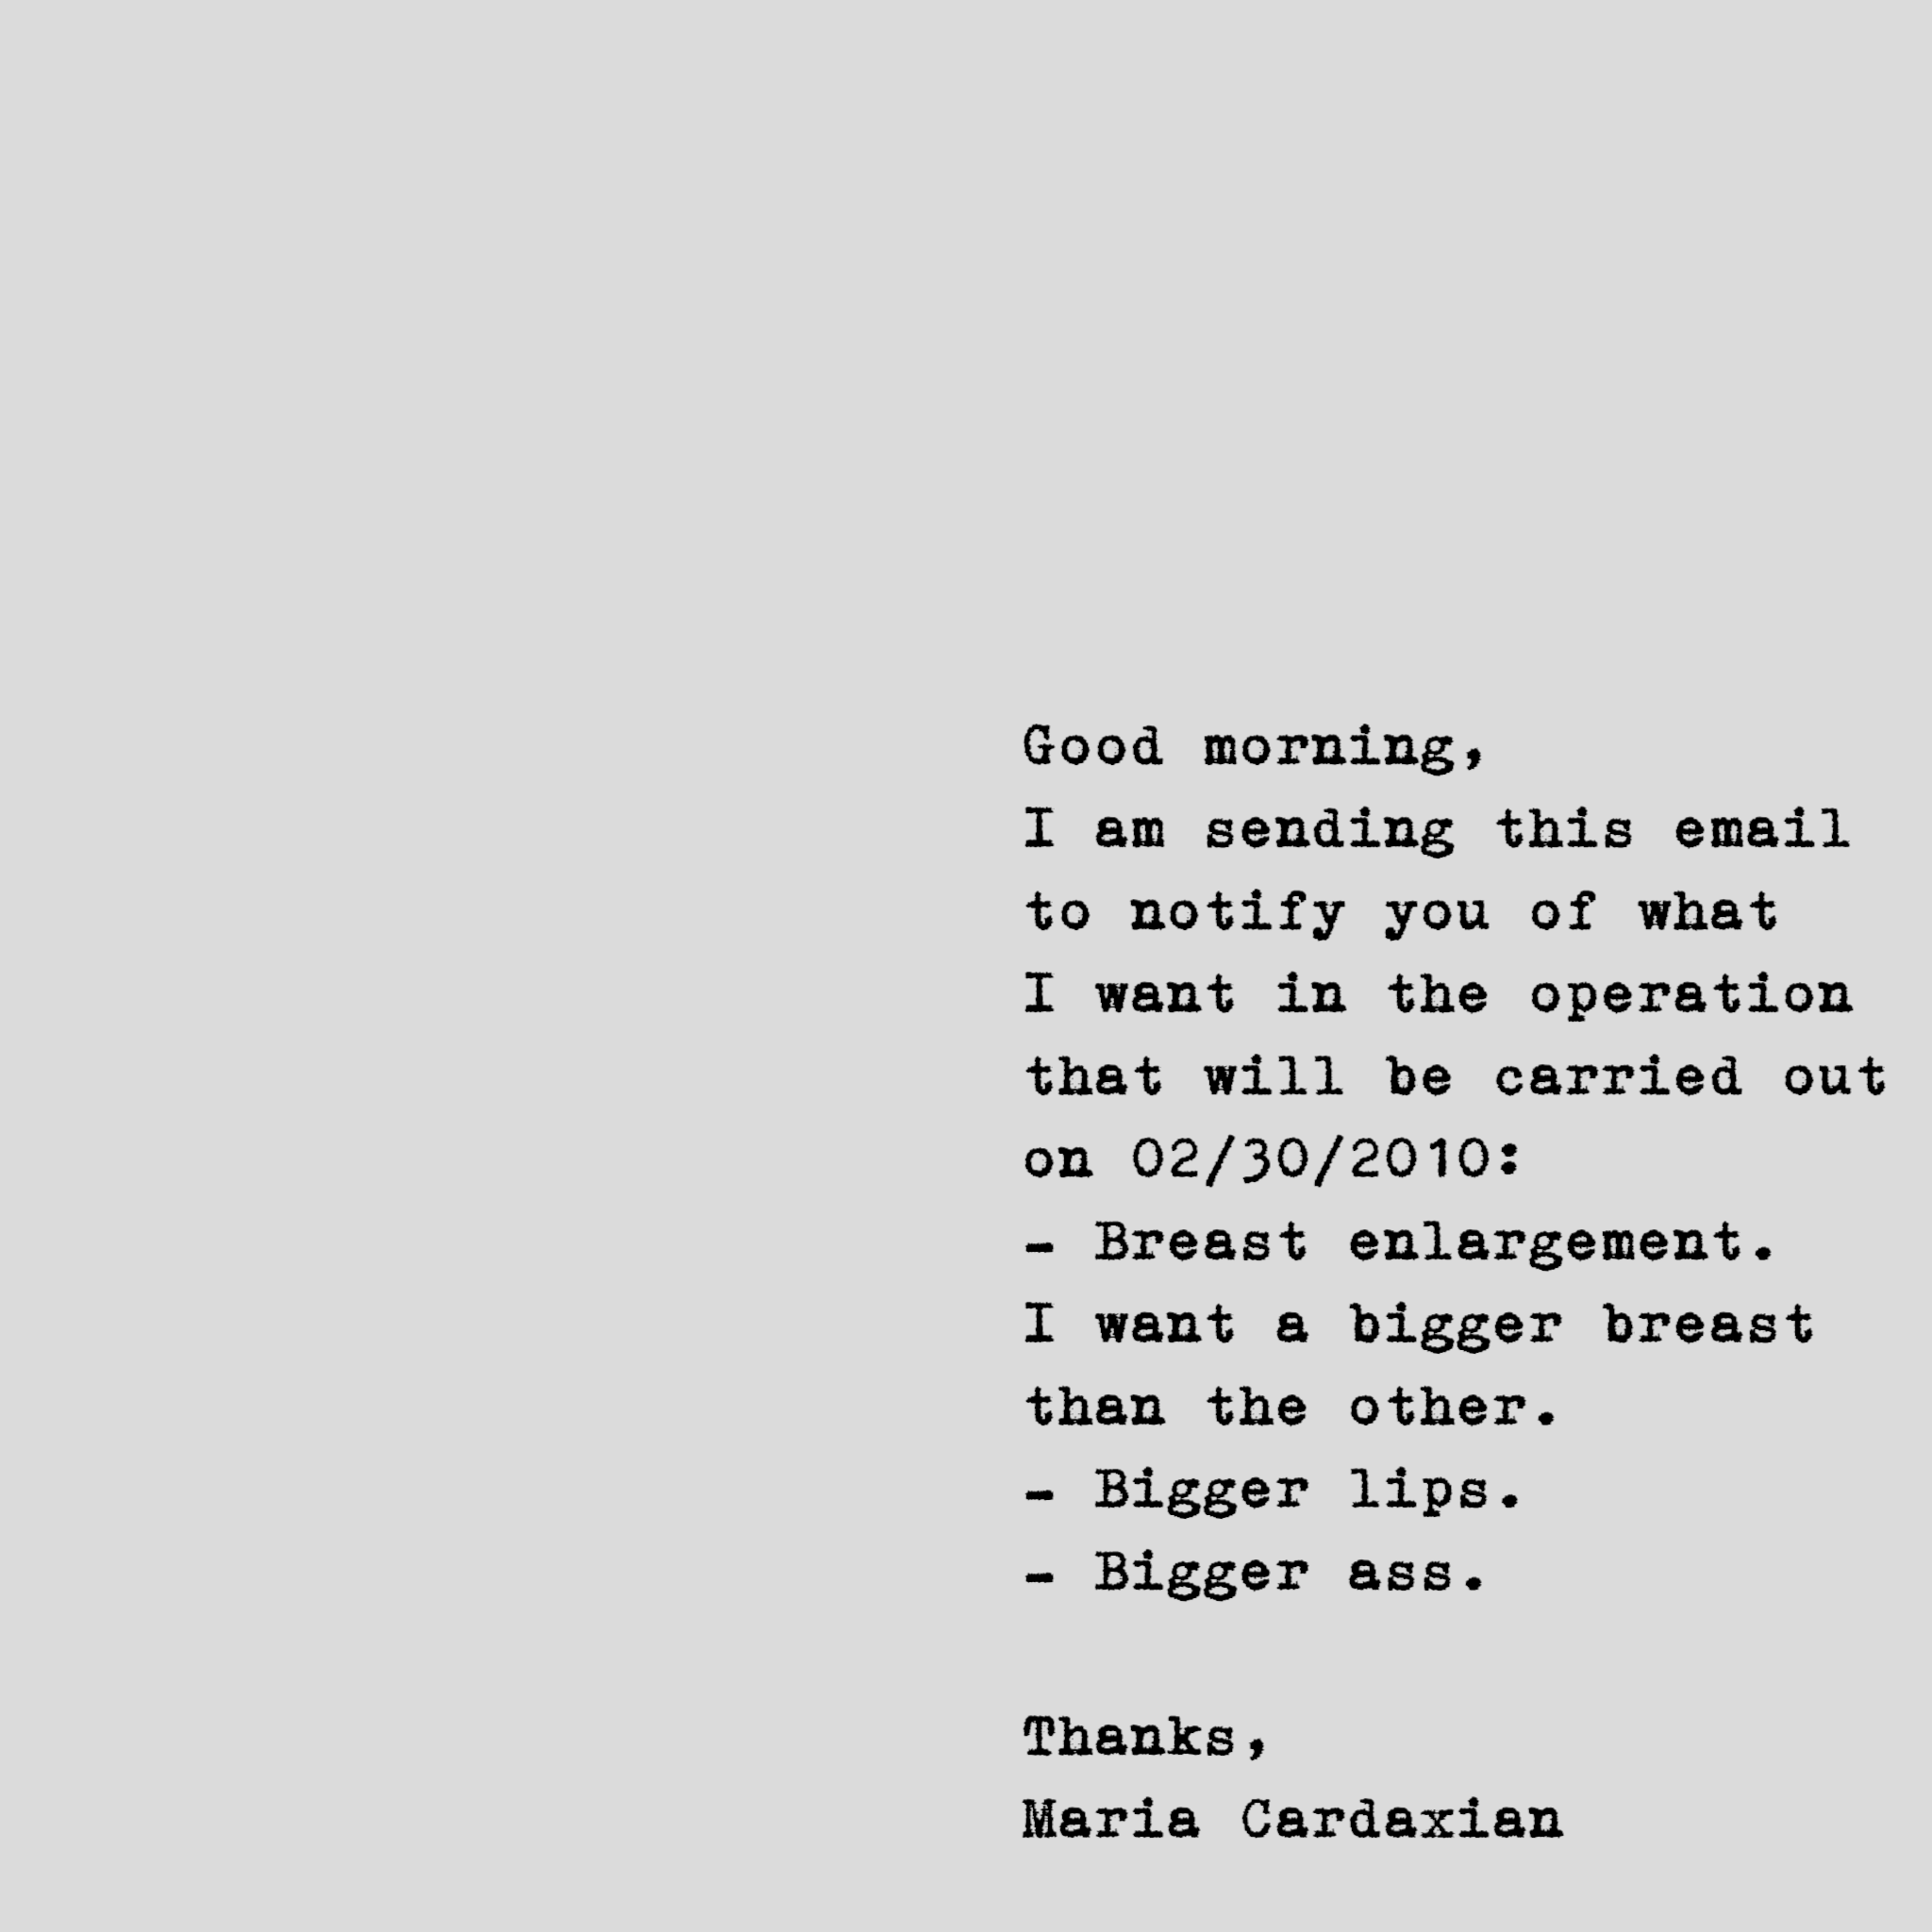 Good morning,
I am sending this email
to notify you of what
I want in the operation
that will be carried out
on 02/30/2010:
- Breast enlargement.
I want a bigger breast
than the other.
- Bigger lips.
- Bigger ass.
Thanks,
Maria Cardaxian